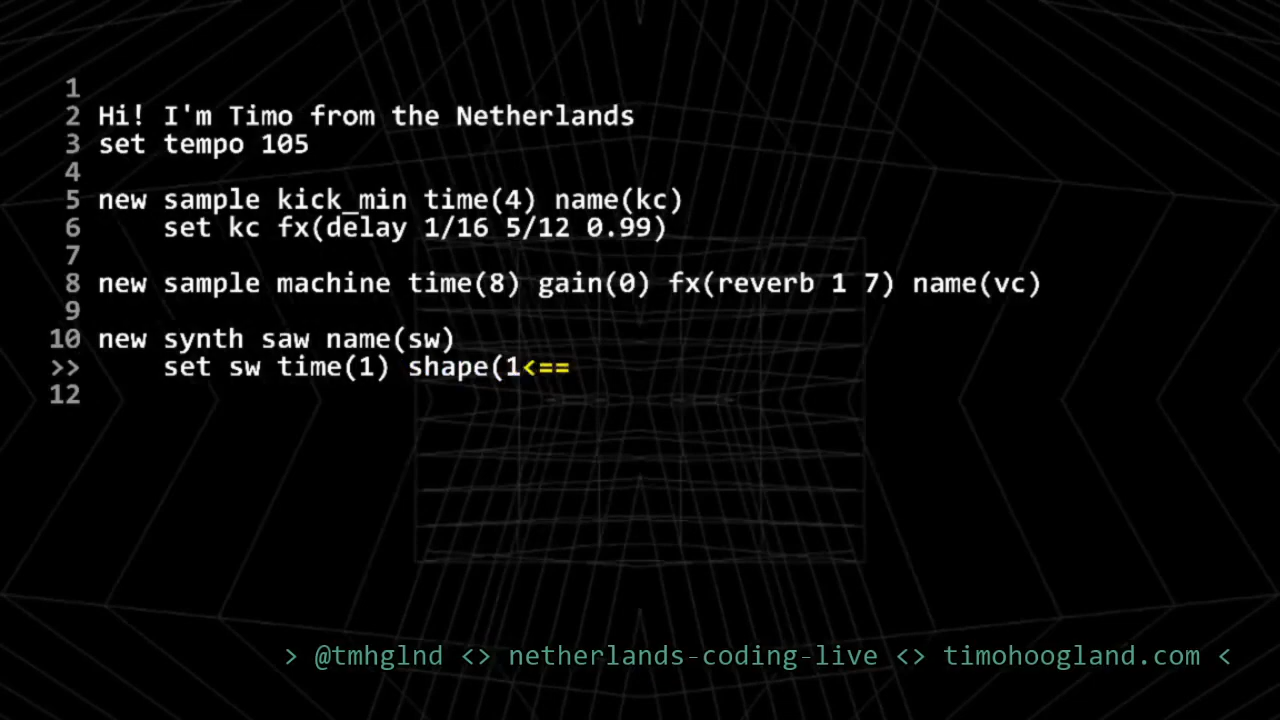 1
2 Hi! I'm Timo from the Netherlands
3 set tempo 105
4
5 new sample kick_min time(4) name(kc)
6     set kc fx(delay 1/16 5/12 0.99)
7
8 new sample machine time(8) gain(0) fx(reverb 1 7) name(vc)
9
10 new synth saw name(sw)
>>     set sw time(1) shape(1<==
12
> @tmhglnd <> netherlands-coding-live <> timohoogland.com <